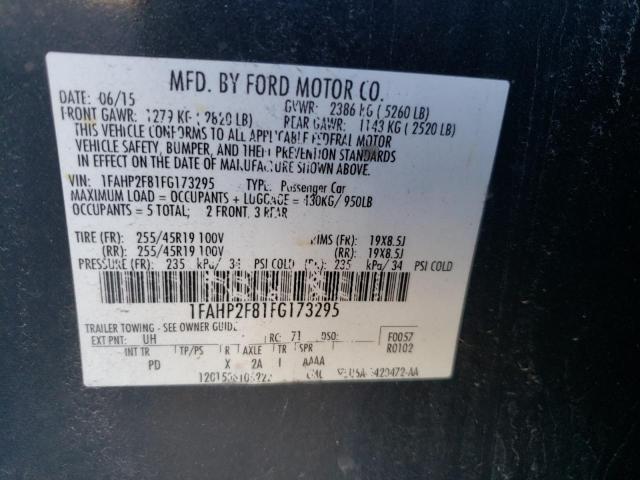 MFD. BY FORD MOTOR CO.
DATE: 06/15 GVWR: 2386 KG ( 5260 LB)
FRONT GAWR: 1279 KG ( 2820 LB) REAR GAWR: 1143 KG ( 2520 LB)
THIS VEHICLE CONFORMS TO ALL APPLICABLE FEDERAL MOTOR
VEHICLE SAFETY, BUMPER, AND THEFT PREVENTION STANDARDS
IN EFFECT ON THE DATE OF MANUFACTURE SHOWN ABOVE.
VIN: 1FAHP2F81FG173295 TYPE: Passenger Car
MAXIMUM LOAD = OCCUPANTS + LUGGAGE = 430KG/ 950LB
OCCUPANTS = 5 TOTAL; 2 FRONT, 3 REAR
TIRE (FR): 255/45R19 100V RIMS (FR): 19X8.5J
(RR): 255/45R19 100V (RR): 19X8.5J
PRESSURE (FR): 235 kPa/ 34 PSI COLD (RR): 235 kPa/ 34 PSI COLD
1FAHP2F81FG173295
TRAILER TOWING - SEE OWNER GUIDE
EXT PNT: UH RC: 71 DSO: F0057
INT TR TP/PS R AXLE TR SPR R0102
PD X 2A I AAAA